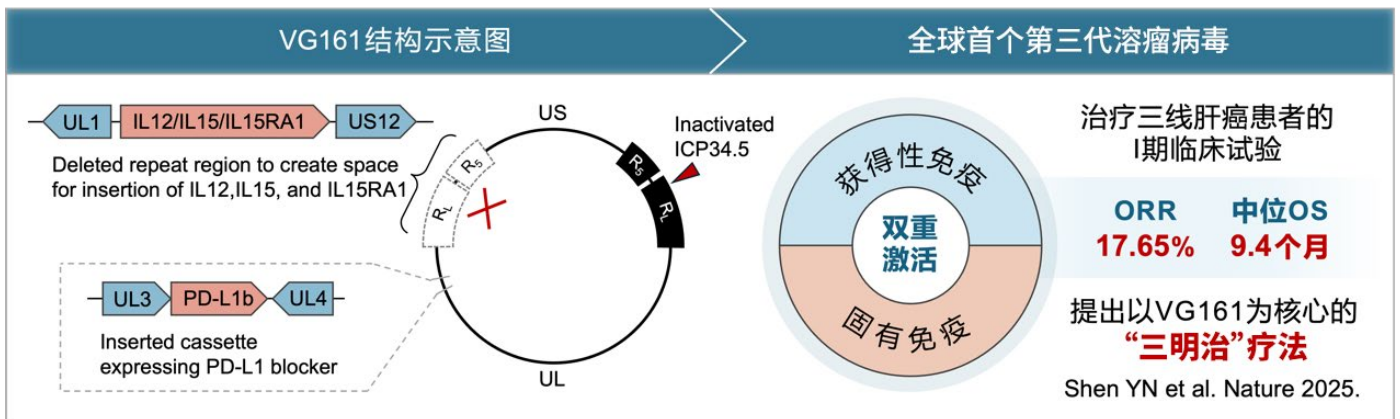 VG161结构示意图
全球首个第三代溶瘤病毒
UL1 IL12/IL15/IL15RA1 US12
Deleted repeat region to create space
for insertion of IL12,IL15, and IL15RA1
UL3 PD-L1b UL4
Inserted cassette
expressing PD-L1 blocker
US
R5
RL
R5
RL
Inactivated
ICP34.5
UL
获得性免疫
双重
激活
固有免疫
治疗三线肝癌患者的
I期临床试验
ORR 中位OS
17.65% 9.4个月
提出以VG161为核心的
“三明治”疗法
Shen YN et al. Nature 2025.